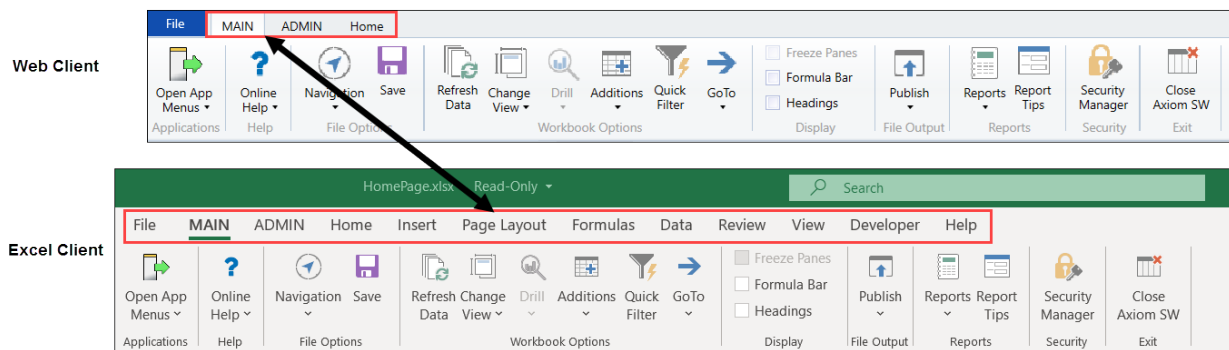 File MAIN ADMIN Home
Web Client
Freeze Panes
Formula Bar
Headings
Open App Menus
Online Help
Navigation
Save
Refresh Data
Change View
Drill
Additions
Quick Filter
GoTo
Publish
Reports
Report Tips
Security Manager
Close Axiom SW
Applications Help File Options Workbook Options Display File Output Reports Security Exit
HomePage.xlsx Read-Only Search
File MAIN ADMIN Home Insert Page Layout Formulas Data Review View Developer Help
Excel Client
Freeze Panes
Formula Bar
Headings
Open App Menus
Online Help
Navigation
Save
Refresh Data
Change View
Drill
Additions
Quick Filter
GoTo
Publish
Reports
Report Tips
Security Manager
Close Axiom SW
Applications Help File Options Workbook Options Display File Output Reports Security Exit